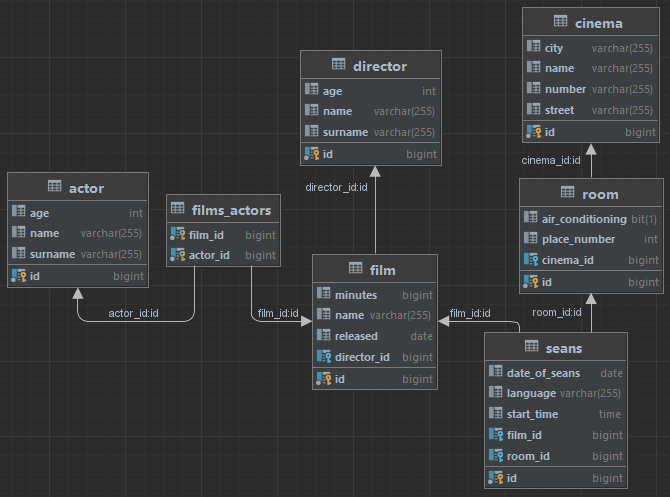 cinema
city varchar(255)
name varchar(255)
number varchar(255)
street varchar(255)
id bigint
director
age int
name varchar(255)
surname varchar(255)
id bigint
cinema_id:id
director_id:id
room
air_conditioning bit(1)
place_number int
cinema_id bigint
id bigint
actor
age int
name varchar(255)
surname varchar(255)
id bigint
films_actors
film_id bigint
actor_id bigint
film
minutes bigint
name varchar(255)
released date
director_id bigint
id bigint
actor_id:id
film_id:id
film_id:id
room_id:id
seans
date_of_seans date
language varchar(255)
start_time time
film_id bigint
room_id bigint
id bigint